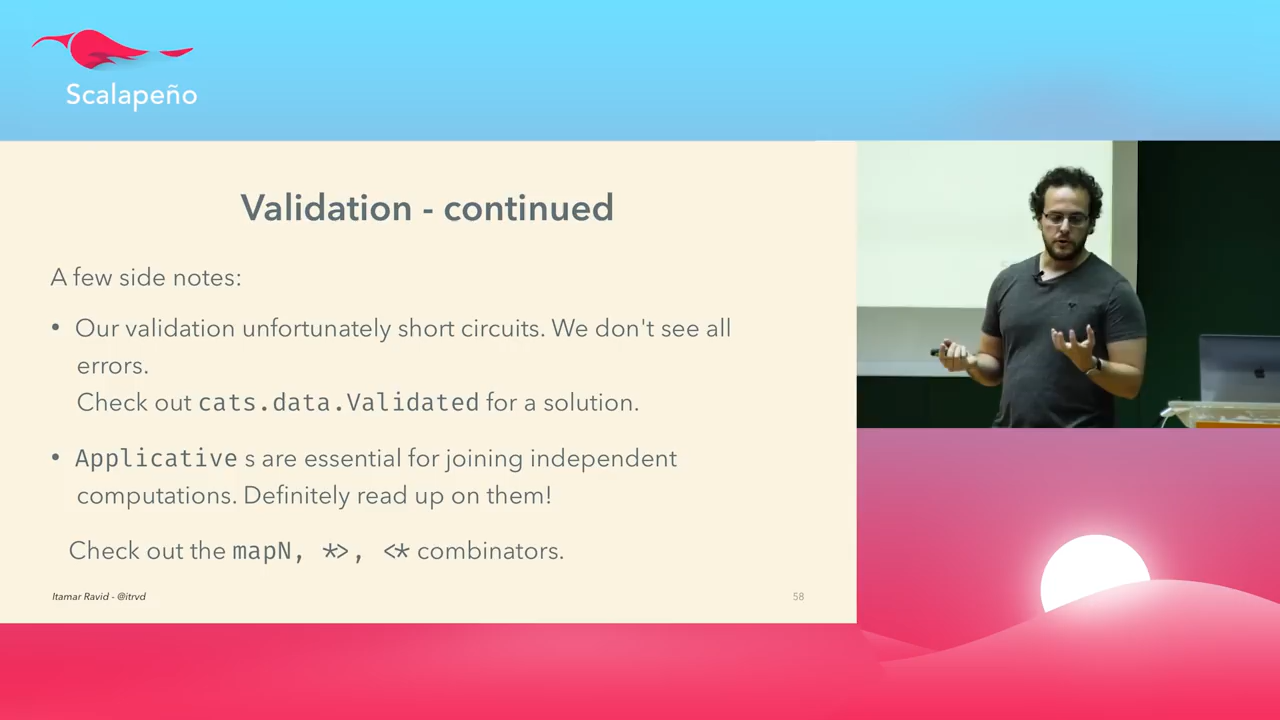 Scalapeño
Validation - continued
A few side notes:
• Our validation unfortunately short circuits. We don't see all
errors.
Check out cats.data.Validated for a solution.
• Applicative s are essential for joining independent
computations. Definitely read up on them!
Check out the mapN, *>, <* combinators.
Itamar Ravid - @itrvd
58